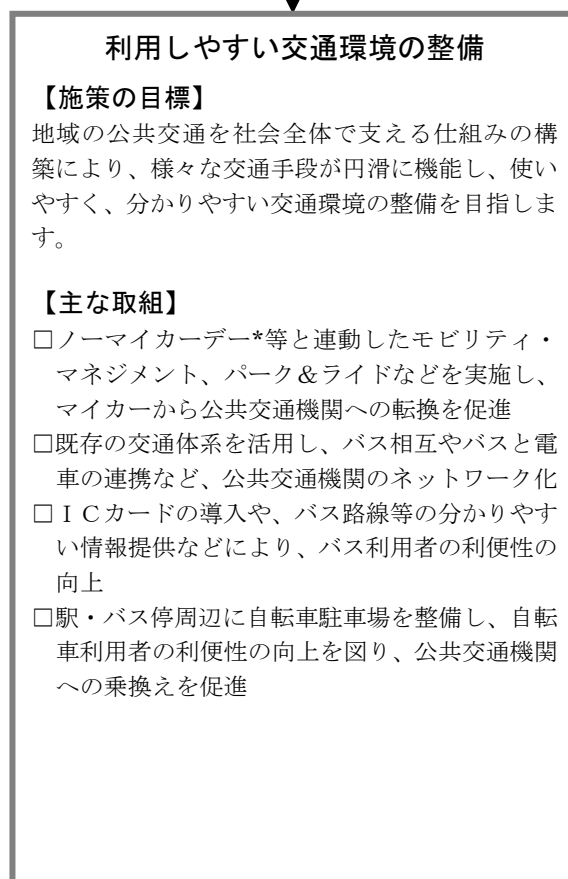 利用しやすい交通環境の整備
【施策の目標】
地域の公共交通を社会全体で支える仕組みの構
築により、様々な交通手段が円滑に機能し、使い
やすく、分かりやすい交通環境の整備を目指しま
す。
【主な取組】
□ノーマイカーデー*等と連動したモビリティ・
マネジメント、パーク＆ライドなどを実施し、
マイカーから公共交通機関への転換を促進
□既存の交通体系を活用し、バス相互やバスと電
車の連携など、公共交通機関のネットワーク化
□ＩＣカードの導入や、バス路線等の分かりやす
い情報提供などにより、バス利用者の利便性の
向上
□駅・バス停周辺に自転車駐車場を整備し、自転
車利用者の利便性の向上を図り、公共交通機関
への乗換えを促進